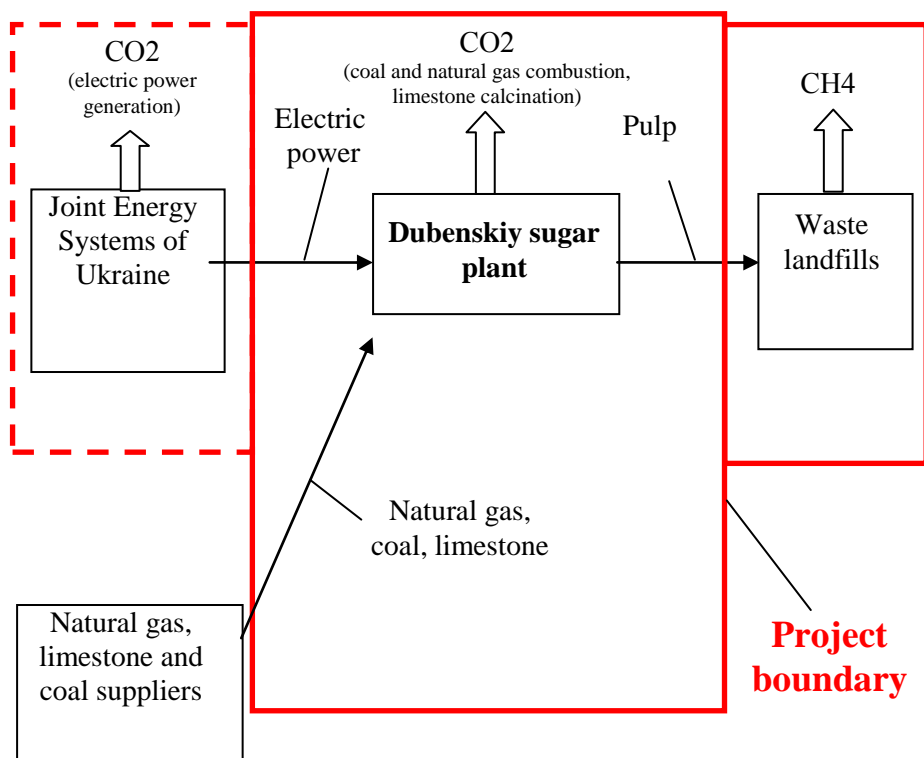 CO2
(electric power
generation)
CO2
(coal and natural gas combustion,
limestone calcination)
CH4
Electric
power
Pulp
Joint Energy
Systems of
Ukraine
Dubenskiy sugar
plant
Waste
landfills
Natural gas,
coal, limestone
Natural gas,
limestone and
coal suppliers
Project
boundary